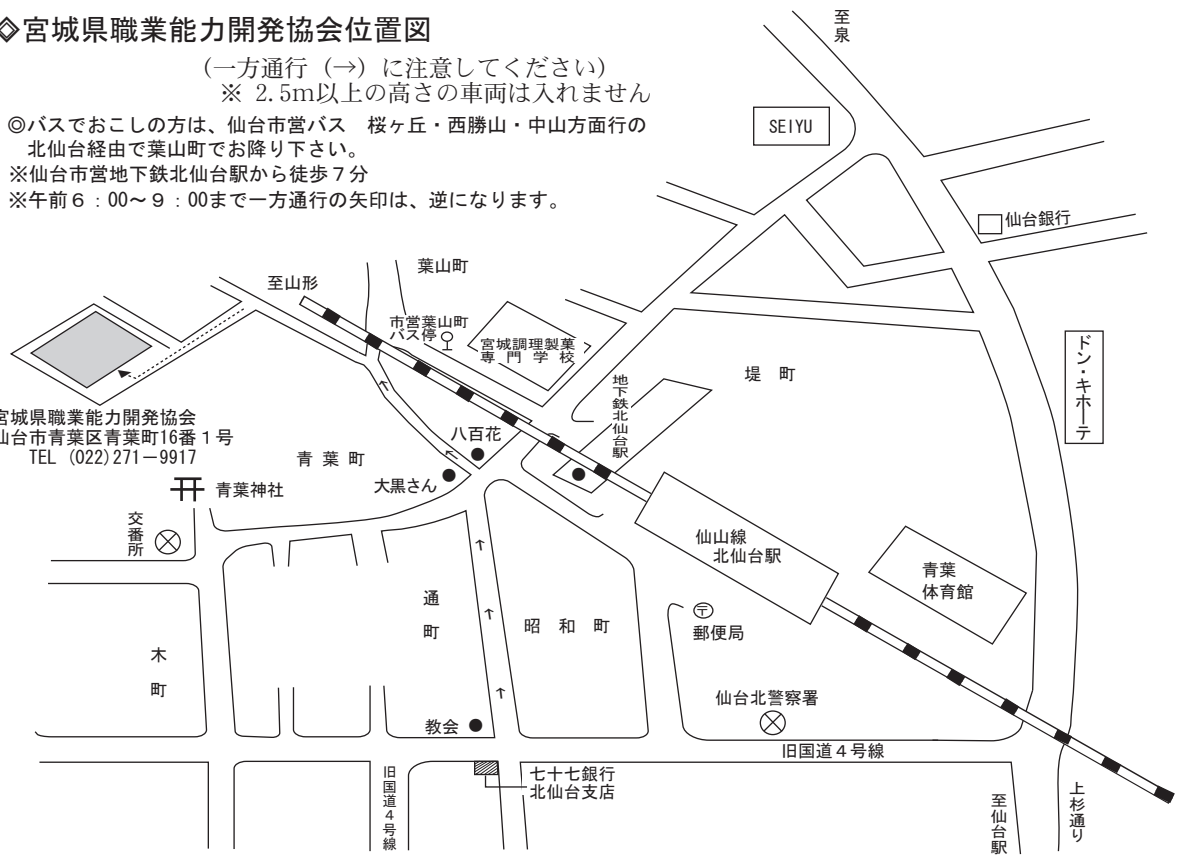 ◇宮城県職業能力開発協会位置図
(一方通行（→）に注意してください)
※ 2.5m以上の高さの車両は入れません
◎バスでおこしの方は、仙台市営バス　桜ヶ丘・西勝山・中山方面行の
北仙台経由で葉山町でお降り下さい。
※仙台市営地下鉄北仙台駅から徒歩７分
※午前６：00〜９：00まで一方通行の矢印は、逆になります。
至泉
SEIYU
仙台銀行
葉山町
至山形
市営葉山町
バス停
宮城調理製菓
専門学校
地下鉄北仙台駅
堤町
ドン・キホーテ
宮城県職業能力開発協会
仙台市青葉区青葉町16番１号
TEL (022)271－9917
八百花
青葉町
大黒さん
青葉神社
交番所
仙山線
北仙台駅
青葉
体育館
通町
昭和町
〒
郵便局
木町
仙台北警察署
教会
旧国道４号線
七十七銀行
北仙台支店
旧国道４号線
至仙台駅
上杉通り